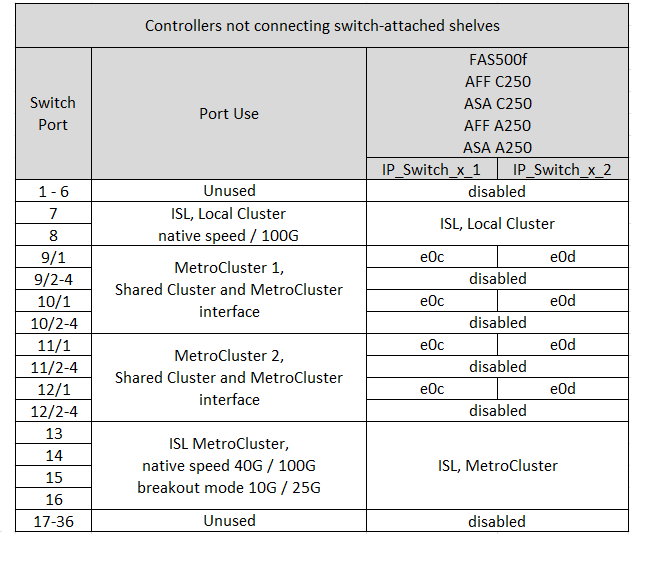 Controllers not connecting switch-attached shelves
Switch
Port
Port Use
FAS500f
AFF C250
ASA C250
AFF A250
ASA A250
IP_Switch_x_1
IP_Switch_x_2
1 - 6
Unused
disabled
7
8
ISL, Local Cluster
native speed / 100G
ISL, Local Cluster
9/1
9/2-4
10/1
10/2-4
MetroCluster 1,
Shared Cluster and MetroCluster
interface
e0c
e0d
disabled
e0c
e0d
disabled
11/1
11/2-4
12/1
12/2-4
MetroCluster 2,
Shared Cluster and MetroCluster
interface
e0c
e0d
disabled
e0c
e0d
disabled
13
14
15
16
ISL MetroCluster,
native speed 40G / 100G
breakout mode 10G / 25G
ISL, MetroCluster
17-36
Unused
disabled